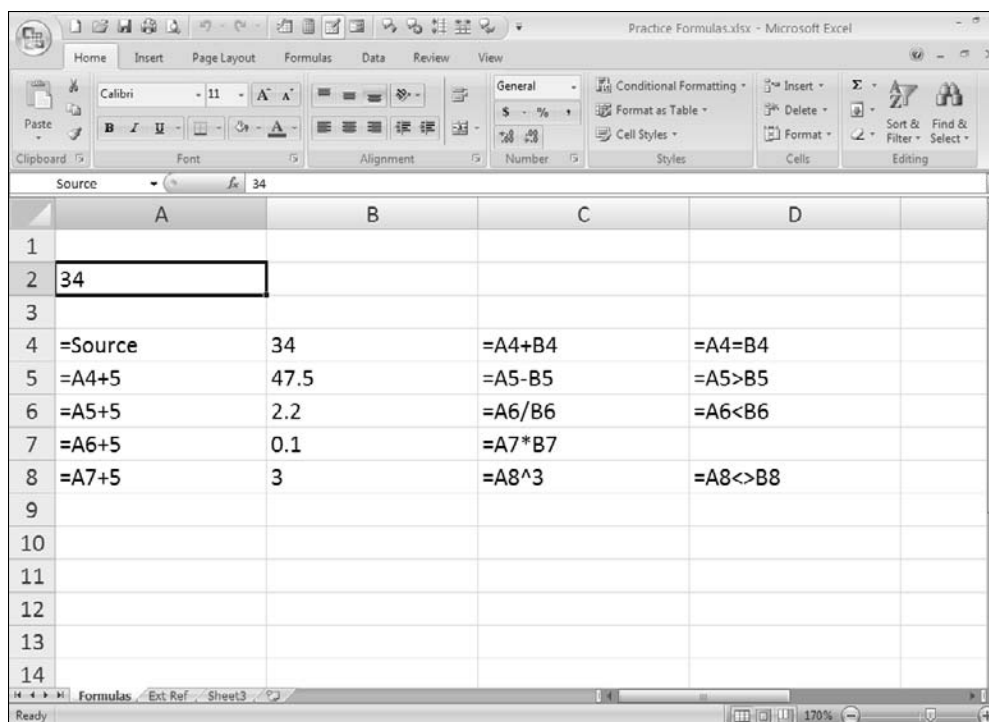 Practice Formulas.xlsx - Microsoft Excel
Home Insert Page Layout Formulas Data Review View
Calibri 11 A A General Conditional Formatting Insert Σ
Paste B I U A $ % , Format as Table Delete Sort & Find &
Cell Styles Format Filter Select
Clipboard Font Alignment Number Styles Cells Editing
Source fx 34
A B C D
1
2 34
3
4 =Source 34 =A4+B4 =A4=B4
5 =A4+5 47.5 =A5-B5 =A5>B5
6 =A5+5 2.2 =A6/B6 =A6<B6
7 =A6+5 0.1 =A7*B7
8 =A7+5 3 =A8^3 =A8<>B8
9
10
11
12
13
14
Formulas Ext Ref Sheet3
Ready 170%